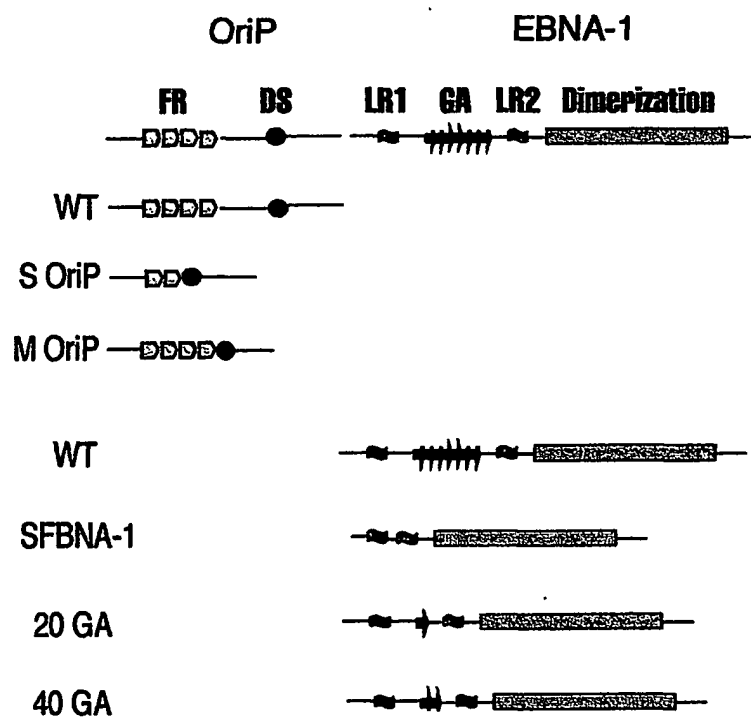 OriP EBNA-1
FR DS LR1 GA LR2 Dimerization
WT
S OriP
M OriP
WT
SFBNA-1
20 GA
40 GA